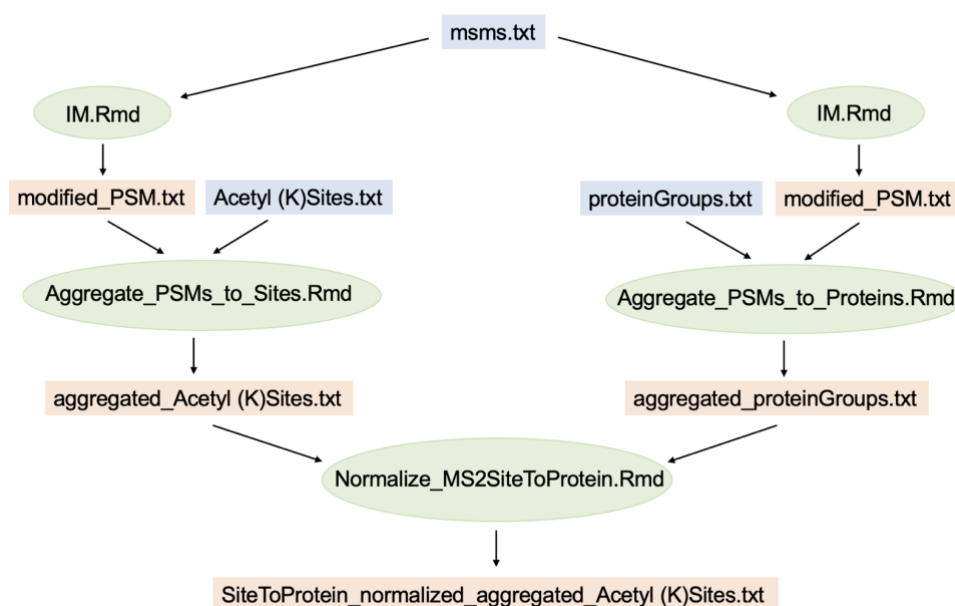 msms.txt
IM.Rmd
IM.Rmd
modified_PSM.txt
Acetyl (K)Sites.txt
proteinGroups.txt
modified_PSM.txt
Aggregate_PSMs_to_Sites.Rmd
Aggregate_PSMs_to_Proteins.Rmd
aggregated_Acetyl (K)Sites.txt
aggregated_proteinGroups.txt
Normalize_MS2SiteToProtein.Rmd
SiteToProtein_normalized_aggregated_Acetyl (K)Sites.txt